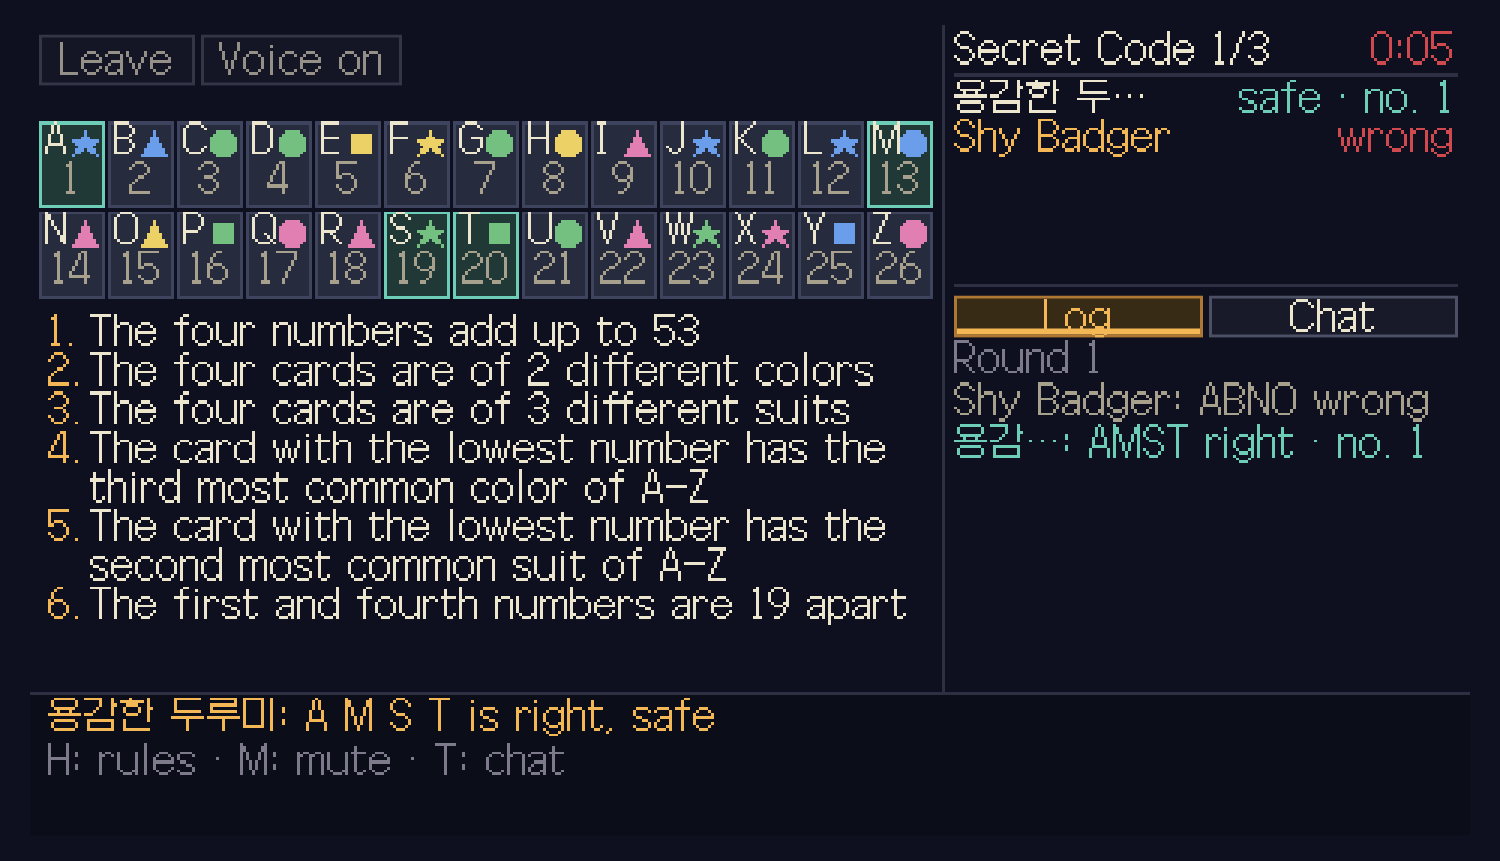 Leave Voice on
A B C D E F G H I J K L M
1 2 3 4 5 6 7 8 9 10 11 12 13
N O P Q R S T U V W X Y Z
14 15 16 17 18 19 20 21 22 23 24 25 26
1. The four numbers add up to 53
2. The four cards are of 2 different colors
3. The four cards are of 3 different suits
4. The card with the lowest number has the
third most common color of A-Z
5. The card with the lowest number has the
second most common suit of A-Z
6. The first and fourth numbers are 19 apart
Secret Code 1/3 0:05
용감한 두… safe · no. 1
Shy Badger wrong
Log Chat
Round 1
Shy Badger: ABNO wrong
용감…: AMST right · no. 1
용감한 두루미: A M S T is right, safe
H: rules · M: mute · T: chat